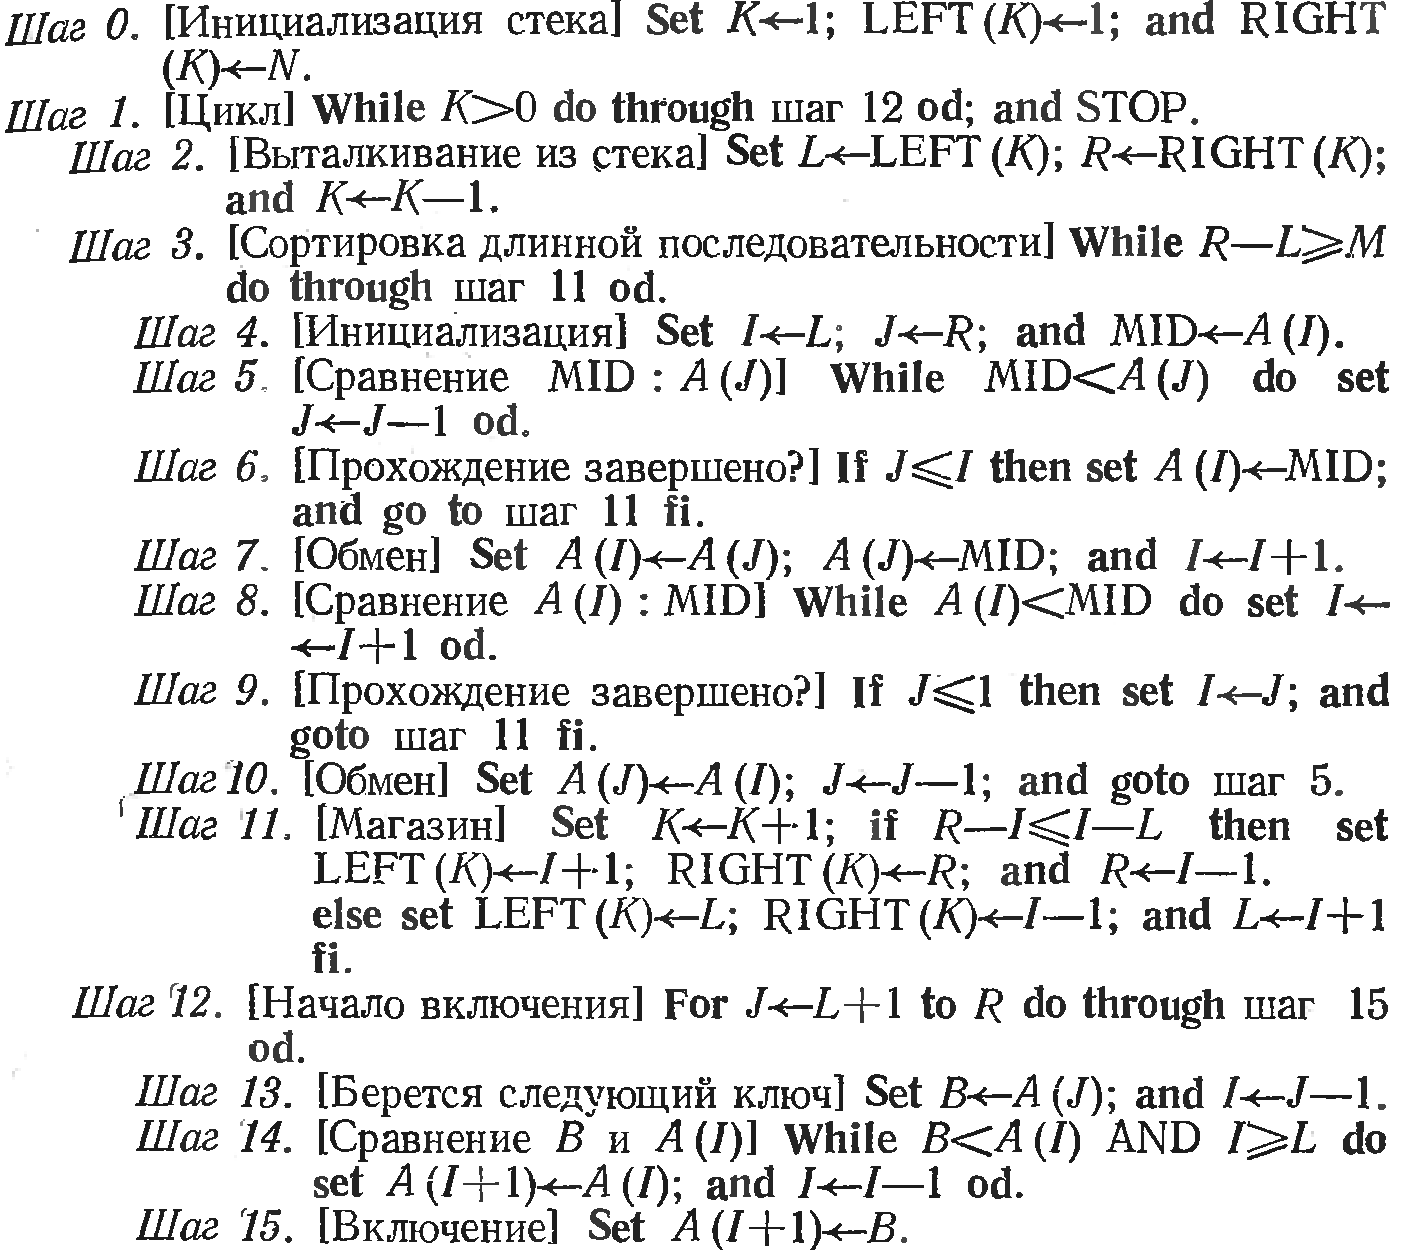 Шаг 0. [Инициализация стека] Set K←1; LEFT (K)←1; and RIGHT
(K)←N.
Шаг 1. [Цикл] While K>0 do through шаг 12 od; and STOP.
Шаг 2. [Выталкивание из стека] Set L←LEFT (K); R←RIGHT (K);
and K←K—1.
Шаг 3. [Сортировка длинной последовательности] While R—L⩾M
do through шаг 11 od.
Шаг 4. [Инициализация] Set I←L; J←R; and MID←A (I).
Шаг 5. [Сравнение MID : A (J)] While MID<A (J) do set
J←J—1 od.
Шаг 6. [Прохождение завершено?] If J⩽I then set A (I)←MID;
and go to шаг 11 fi.
Шаг 7. [Обмен] Set A (I)←A (J); A (J)←MID; and I←I+1.
Шаг 8. [Сравнение A (I) : MID] While A (I)<MID do set I←
←I+1 od.
Шаг 9. [Прохождение завершено?] If J⩽1 then set I←J; and
goto шаг 11 fi.
Шаг 10. [Обмен] Set A (J)←A (I); J←J—1; and goto шаг 5.
Шаг 11. [Магазин] Set K←K+1; if R—I⩽I—L then set
LEFT (K)←I+1; RIGHT (K)←R; and R←I—1.
else set LEFT (K)←L; RIGHT (K)←I—1; and L←I+1
fi.
Шаг 12. [Начало включения] For J←L+1 to R do through шаг 15
od.
Шаг 13. [Берется следующий ключ] Set B←A (J); and I←J—1.
Шаг 14. [Сравнение B и A (I)] While B<A (I) AND I⩾L do
set A (I+1)←A (I); and I←I—1 od.
Шаг 15. [Включение] Set A (I+1)←B.